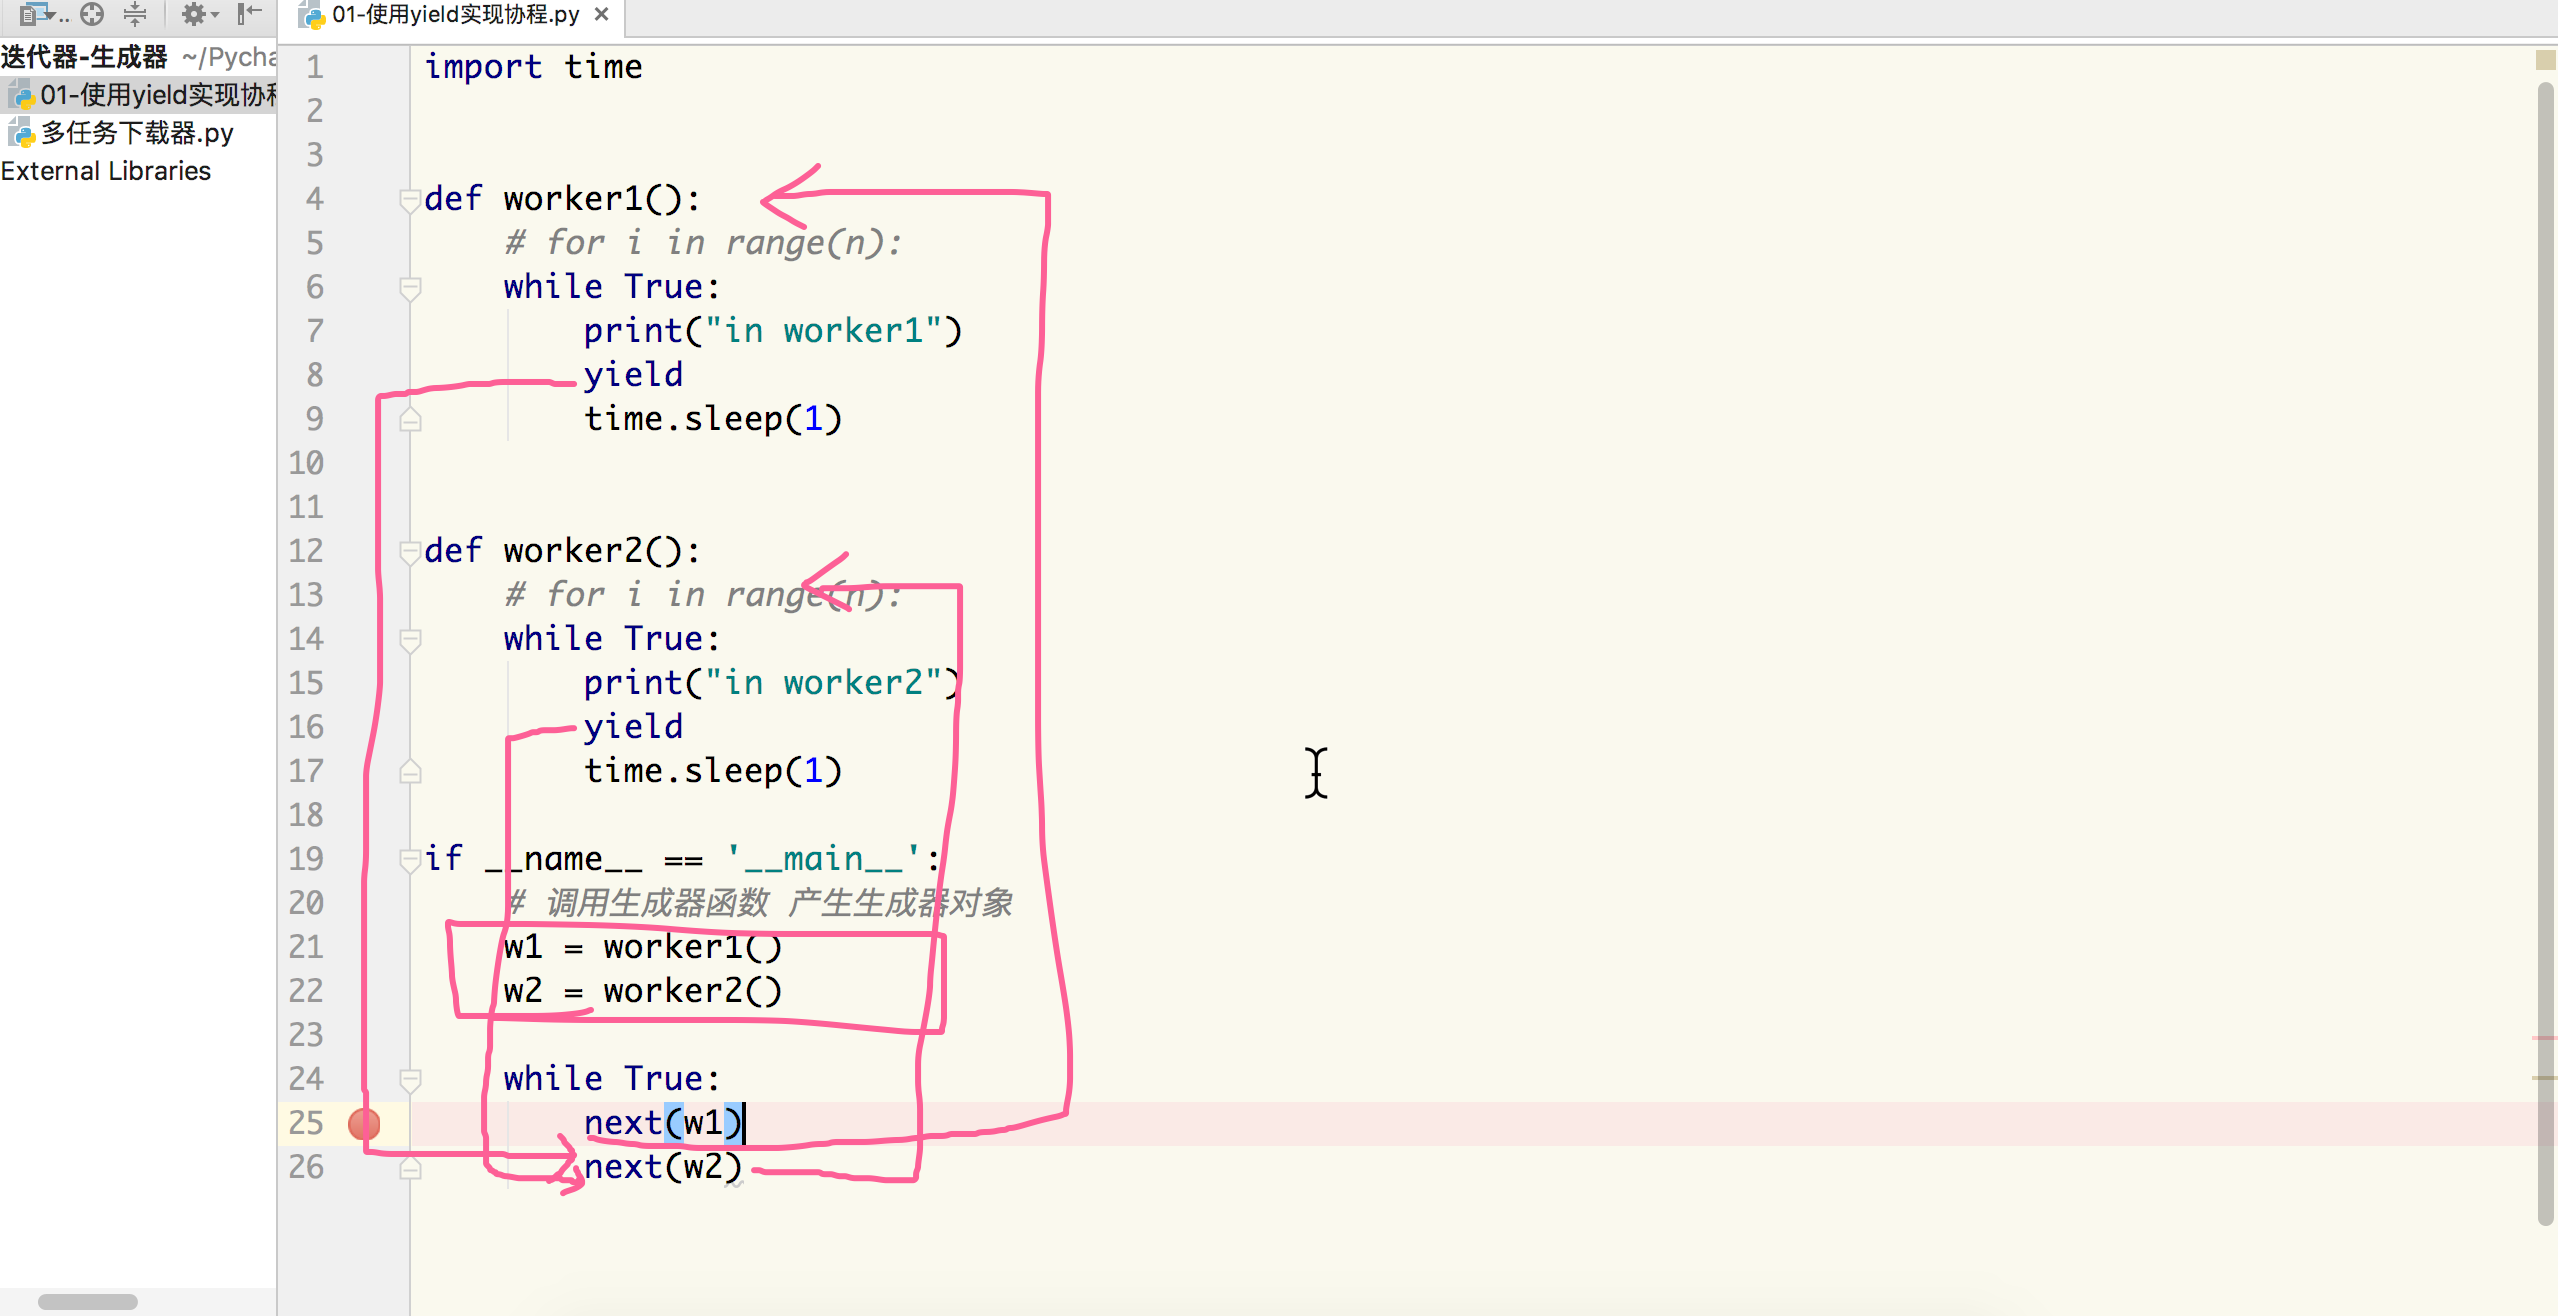 01-使用yield实现协程.py
迭代器-生成器 ~/Pycha
01-使用yield实现协程
多任务下载器.py
External Libraries
1 import time
2
3
4 def worker1():
5 # for i in range(n):
6 while True:
7 print("in worker1")
8 yield
9 time.sleep(1)
10
11
12 def worker2():
13 # for i in range(n):
14 while True:
15 print("in worker2")
16 yield
17 time.sleep(1)
18
19 if __name__ == '__main__':
20 # 调用生成器函数 产生生成器对象
21 w1 = worker1()
22 w2 = worker2()
23
24 while True:
25 next(w1)
26 next(w2)